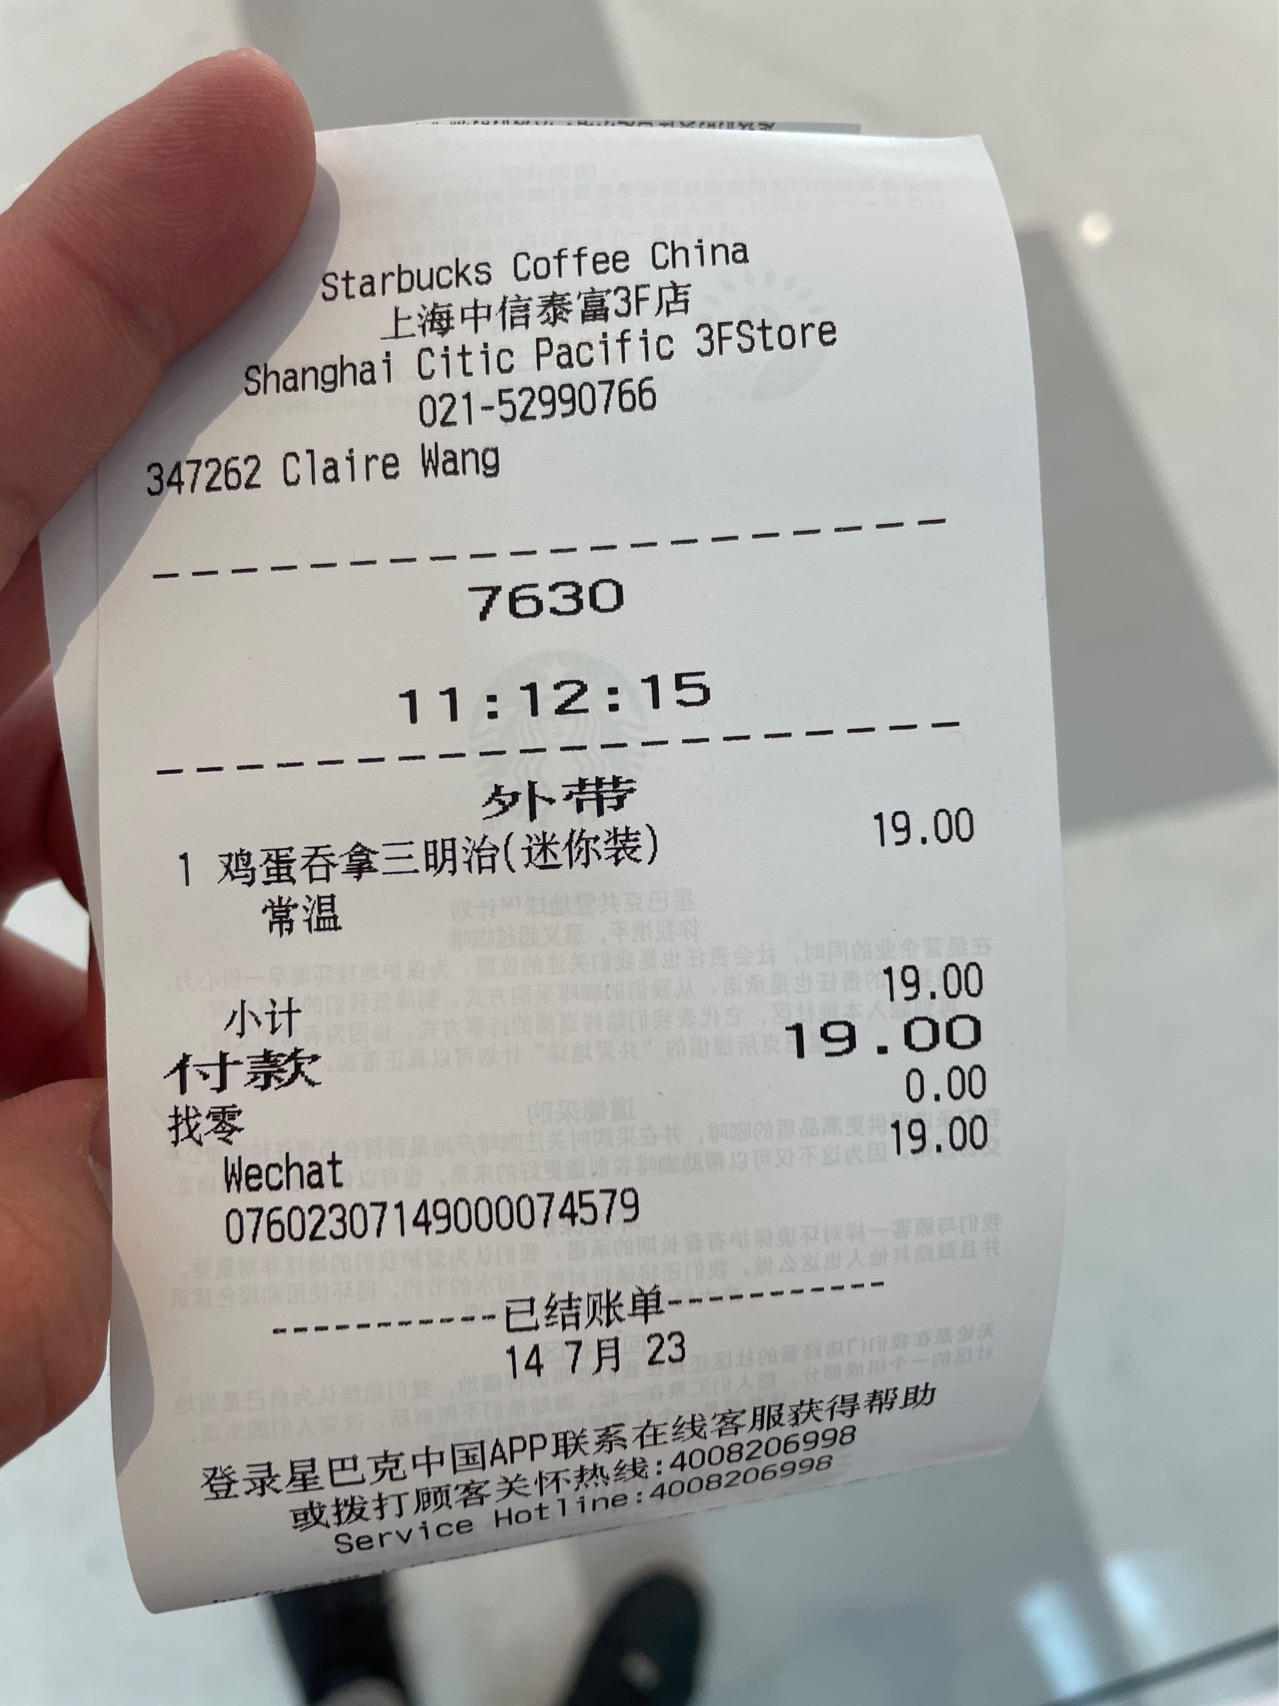 Starbucks Coffee China
上海中信泰富3F店
Shanghai Citic Pacific 3FStore
021-52990766
347262 Claire Wang
7630
11:12:15
外带
1 鸡蛋吞拿三明治(迷你装) 19.00
常温
小计 19.00
付款 19.00
找零 0.00
Wechat 19.00
07602307149000074579
-----------已结账单-----------
14 7月 23
登录星巴克中国APP联系在线客服获得帮助
或拨打顾客关怀热线:4008206998
Service Hotline:4008206998